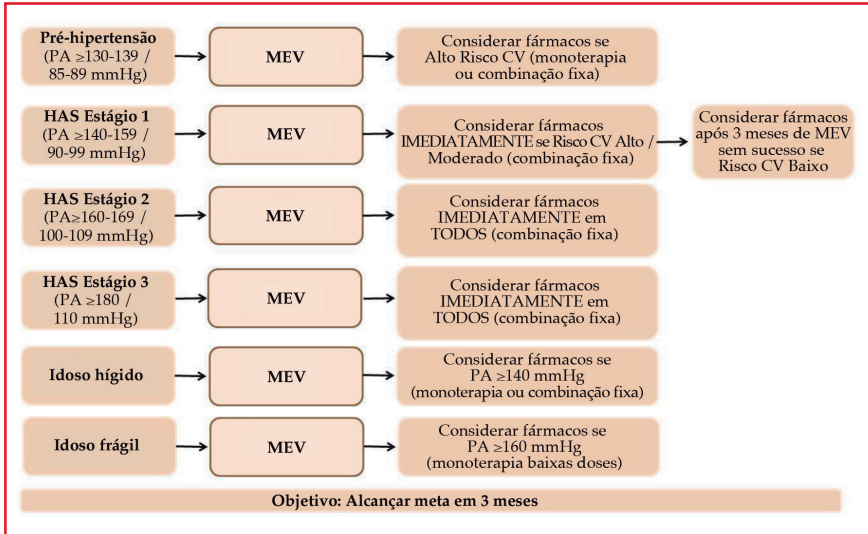 Pré-hipertensão
(PA ≥130-139 /
85-89 mmHg)
MEV
Considerar fármacos se
Alto Risco CV (monoterapia
ou combinação fixa)
HAS Estágio 1
(PA ≥140-159 /
90-99 mmHg)
MEV
Considerar fármacos
IMEDIATAMENTE se Risco CV Alto /
Moderado (combinação fixa)
Considerar fármacos
após 3 meses de MEV
sem sucesso se
Risco CV Baixo
HAS Estágio 2
(PA≥160-169 /
100-109 mmHg)
MEV
Considerar fármacos
IMEDIATAMENTE em
TODOS (combinação fixa)
HAS Estágio 3
(PA ≥180 /
110 mmHg)
MEV
Considerar fármacos
IMEDIATAMENTE em
TODOS (combinação fixa)
Idoso hígido
MEV
Considerar fármacos se
PA ≥140 mmHg
(monoterapia ou combinação fixa)
Idoso frágil
MEV
Considerar fármacos se
PA ≥160 mmHg
(monoterapia baixas doses)
Objetivo: Alcançar meta em 3 meses